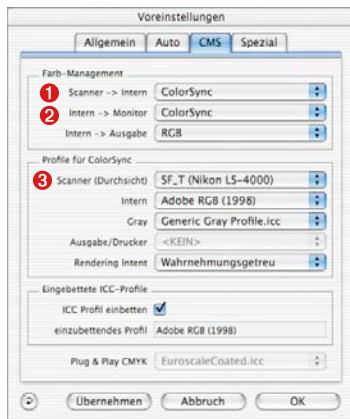 Voreinstellungen
Allgemein Auto CMS Spezial
Farb-Management
1 Scanner -> Intern ColorSync
2 Intern -> Monitor ColorSync
Intern -> Ausgabe RGB
Profile für ColorSync
3 Scanner (Durchsicht) SF_T (Nikon LS-4000)
Intern Adobe RGB (1998)
Gray Generic Gray Profile.icc
Ausgabe/Drucker <KEIN>
Rendering Intent Wahrnehmungsgetreu
Eingebettete ICC-Profile
ICC Profil einbetten
einzubettendes Profil Adobe RGB (1998)
Plug & Play CMYK EuroscaleCoated.icc
Übernehmen Abbruch OK